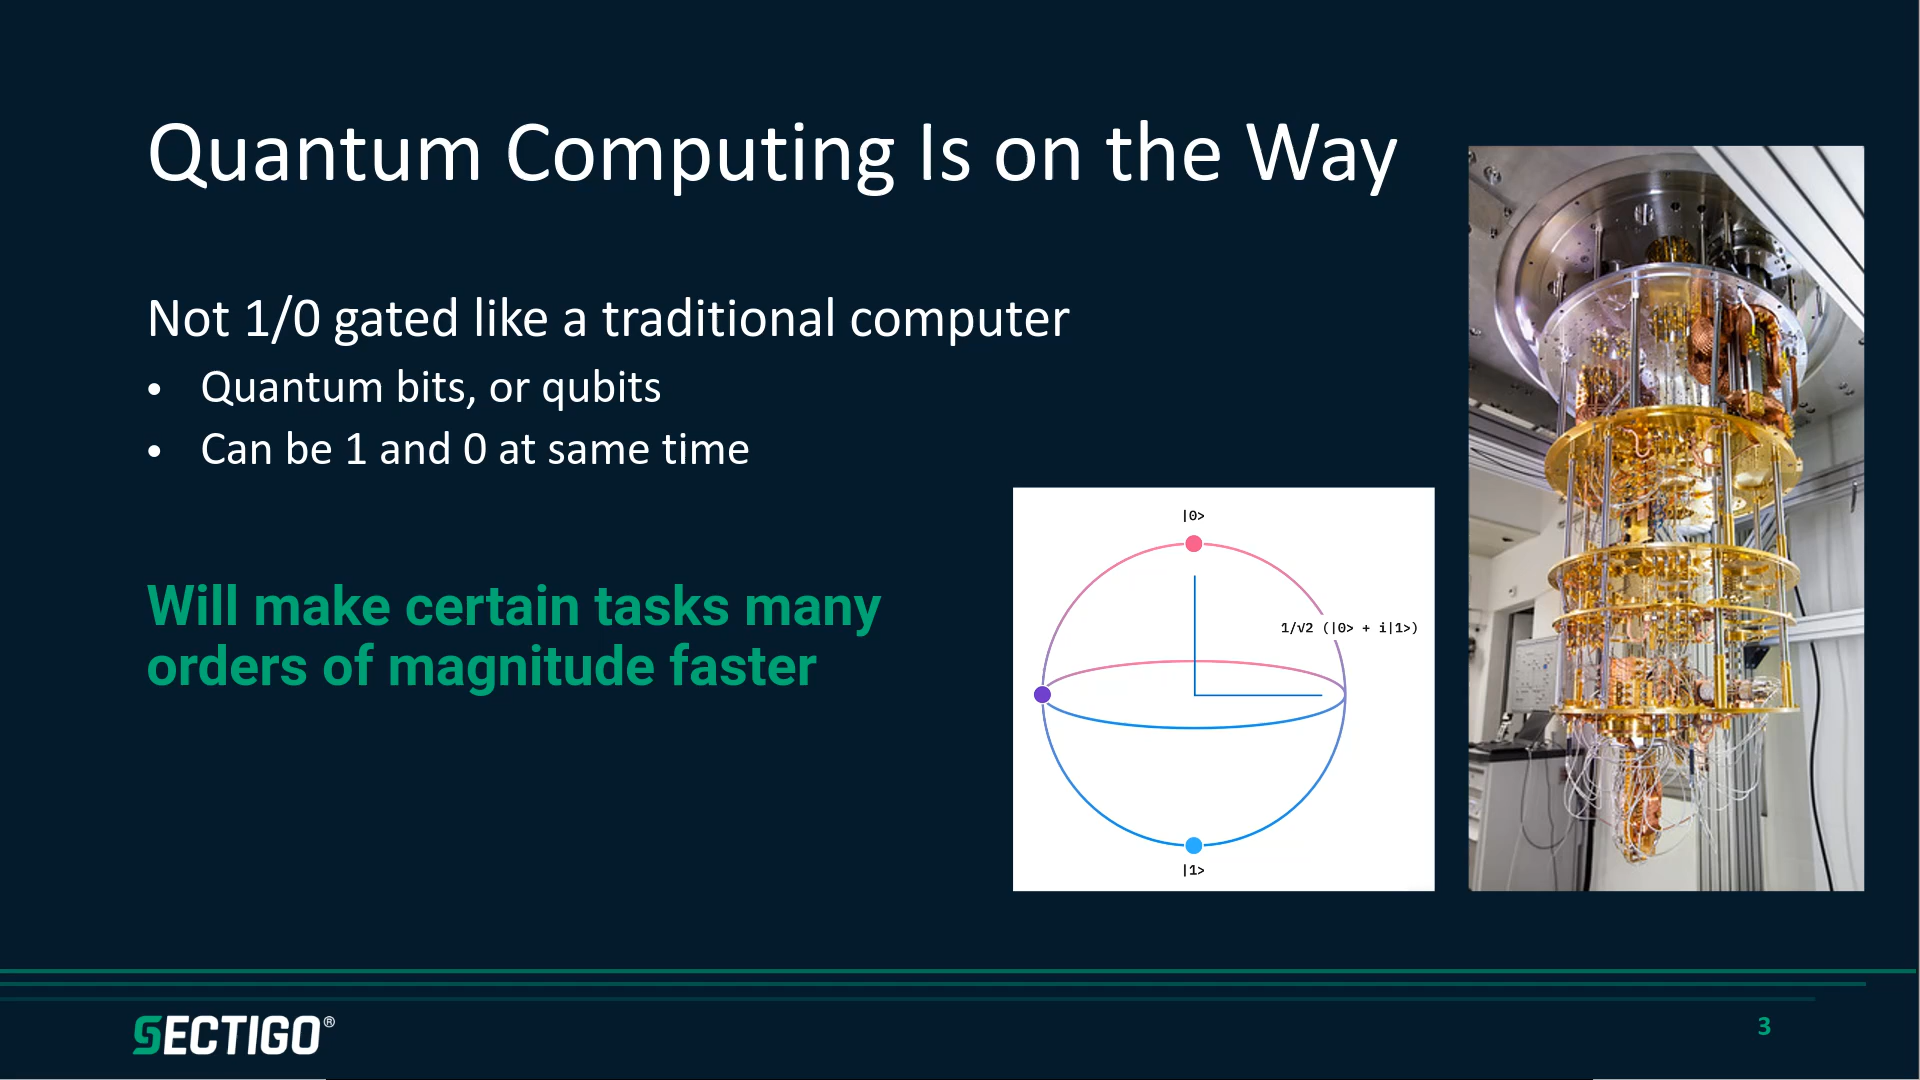 Quantum Computing Is on the Way
Not 1/0 gated like a traditional computer
• Quantum bits, or qubits
• Can be 1 and 0 at same time
Will make certain tasks many
orders of magnitude faster
|0>
1/√2 (|0> + i|1>)
|1>
SECTIGO®
3